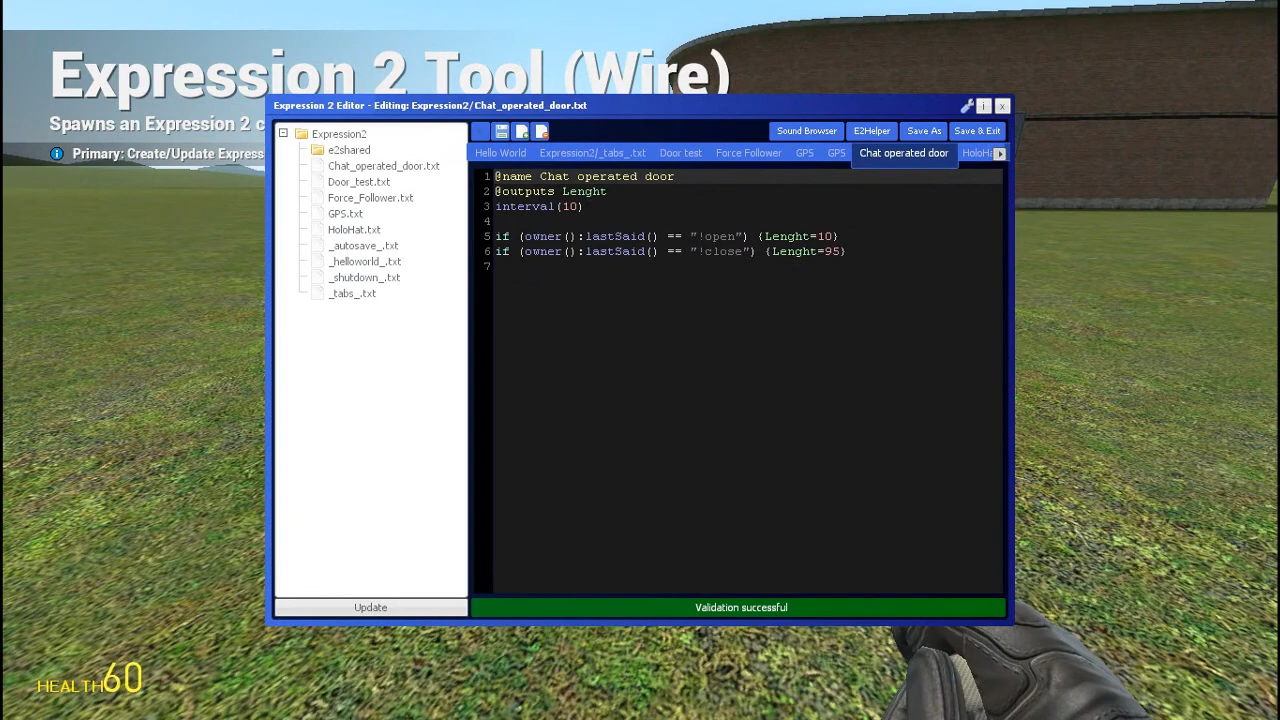 Expression 2 Tool (Wire)
Spawns an Expression 2 c
Primary: Create/Update Express
Expression 2 Editor - Editing: Expression2/Chat_operated_door.txt
i x
Sound Browser E2Helper Save As Save & Exit
Hello World Expression2/_tabs_.txt Door test Force Follower GPS GPS Chat operated door HoloHa
Expression2
e2shared
Chat_operated_door.txt
Door_test.txt
Force_Follower.txt
GPS.txt
HoloHat.txt
_autosave_.txt
_helloworld_.txt
_shutdown_.txt
_tabs_.txt
Update
1 @name Chat operated door
2 @outputs Lenght
3 interval(10)
4
5 if (owner():lastSaid() == "!open") {Lenght=10}
6 if (owner():lastSaid() == "!close") {Lenght=95}
7
Validation successful
HEALTH 60